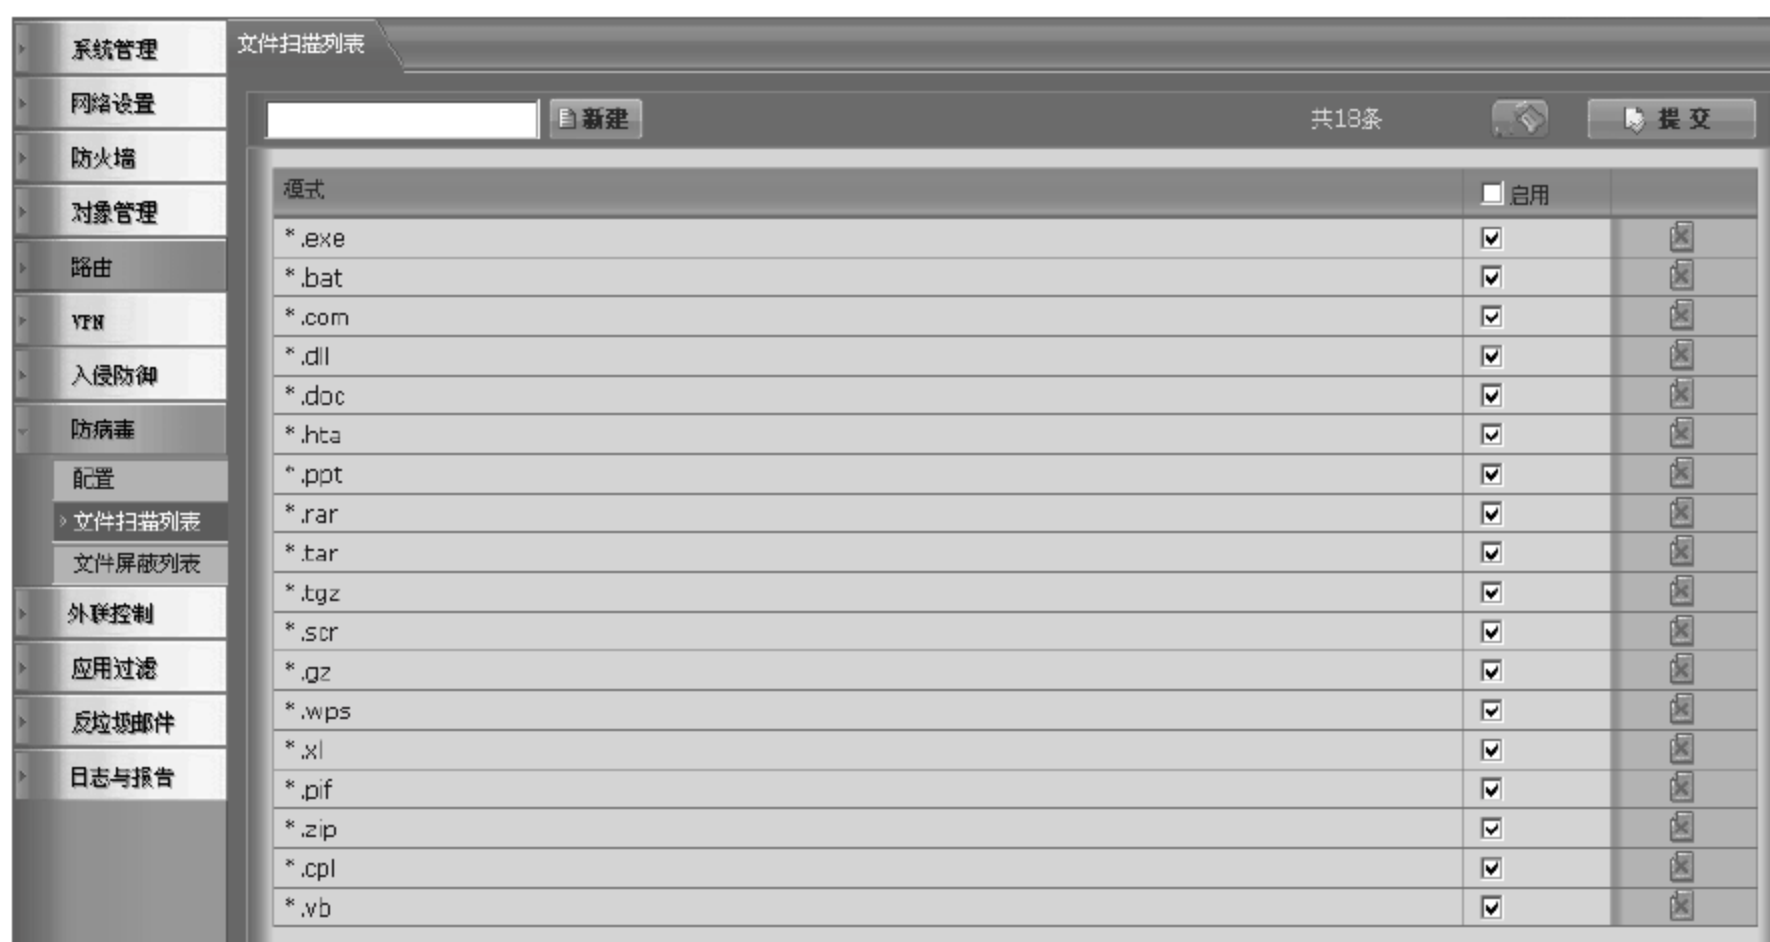 系统管理
网络设置
防火墙
对象管理
路由
VPN
入侵防御
防病毒
配置
文件扫描列表
文件屏蔽列表
外联控制
应用过滤
反垃圾邮件
日志与报告
文件扫描列表
新建 共18条 提交
模式 启用
*.exe
*.bat
*.com
*.dll
*.doc
*.hta
*.ppt
*.rar
*.tar
*.tgz
*.scr
*.gz
*.wps
*.xl
*.pif
*.zip
*.cpl
*.vb